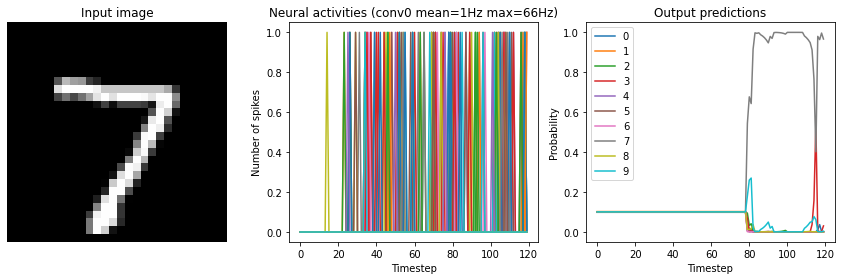 Input image
7
Neural activities (conv0 mean=1Hz max=66Hz)
Number of spikes
1.0
0.8
0.6
0.4
0.2
0.0
0 20 40 60 80 100 120
Timestep
Output predictions
Probability
1.0
0.8
0.6
0.4
0.2
0.0
0
1
2
3
4
5
6
7
8
9
0 20 40 60 80 100 120
Timestep